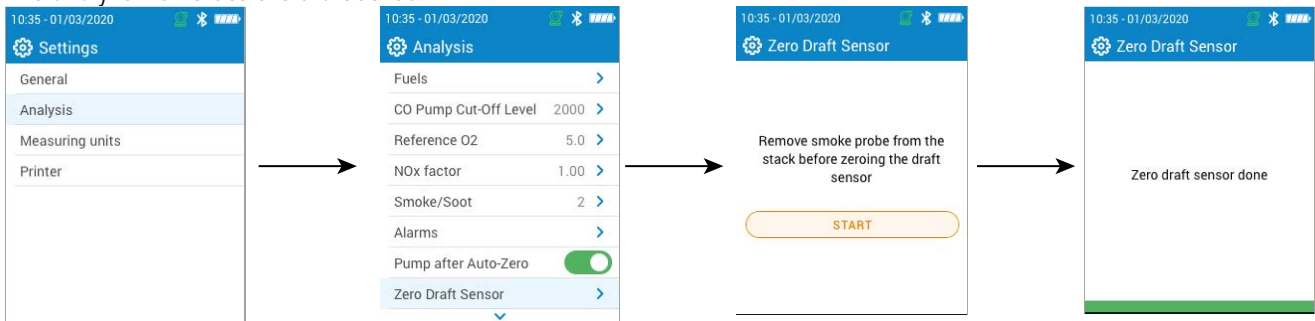 10:35 - 01/03/2020
Settings
General
Analysis
Measuring units
Printer
10:35 - 01/03/2020
Analysis
Fuels
CO Pump Cut-Off Level 2000
Reference O2 5.0
NOx factor 1.00
Smoke/Soot 2
Alarms
Pump after Auto-Zero
Zero Draft Sensor
10:35 - 01/03/2020
Zero Draft Sensor
Remove smoke probe from the
stack before zeroing the draft
sensor
START
10:35 - 01/03/2020
Zero Draft Sensor
Zero draft sensor done